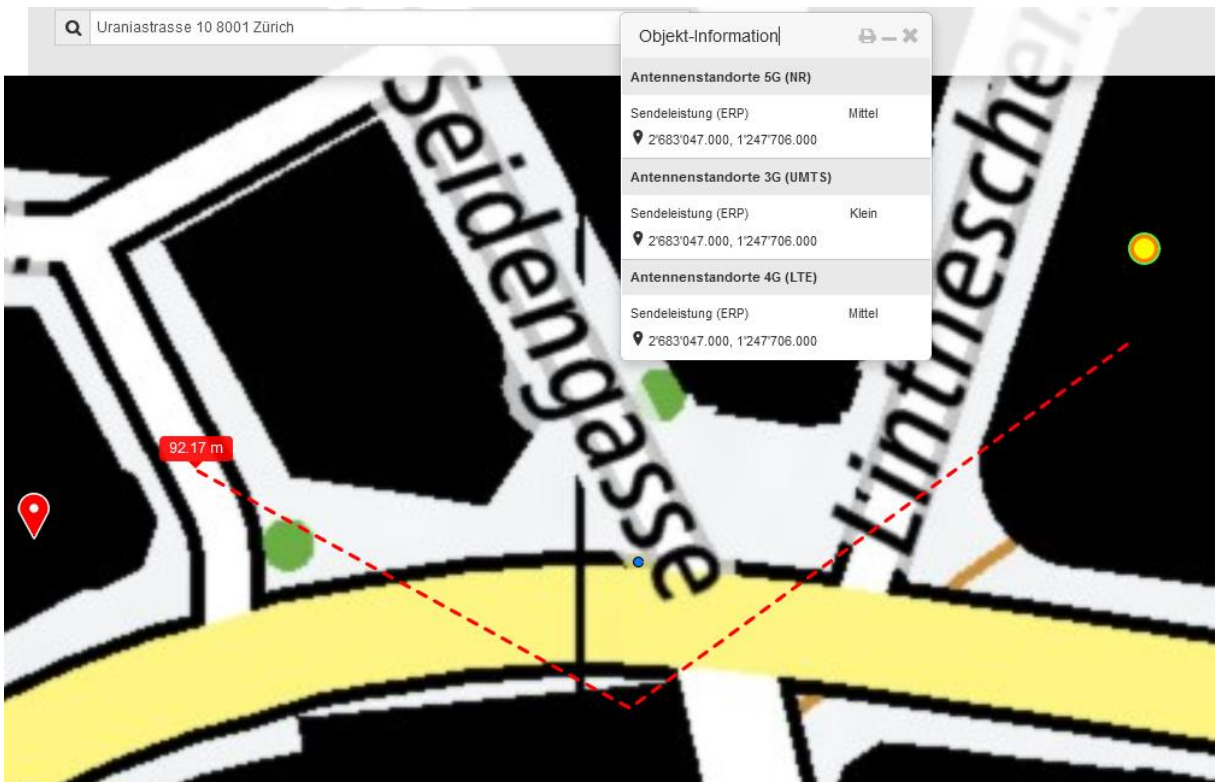 Uraniastrasse 10 8001 Zürich
Objekt-Information
Antennenstandorte 5G (NR)
Sendeleistung (ERP) Mittel
2'683'047.000, 1'247'706.000
Antennenstandorte 3G (UMTS)
Sendeleistung (ERP) Klein
2'683'047.000, 1'247'706.000
Antennenstandorte 4G (LTE)
Sendeleistung (ERP) Mittel
2'683'047.000, 1'247'706.000
Seidengasse
Linthescher
92.17 m